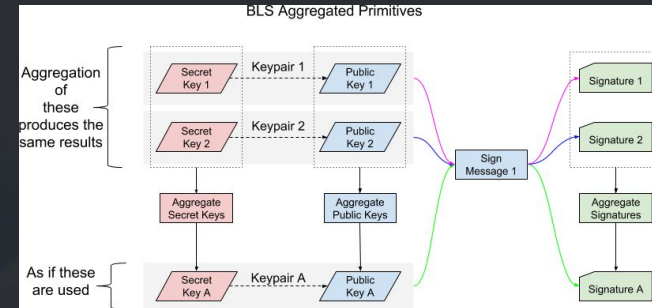 BLS Aggregated Primitives
Aggregation
of
these
produces the
same results
Secret
Key 1
Keypair 1
Public
Key 1
Secret
Key 2
Keypair 2
Public
Key 2
Sign
Message 1
Signature 1
Signature 2
Aggregate
Secret Keys
Aggregate
Public Keys
Aggregate
Signatures
As if these
are used
Secret
Key A
Keypair A
Public
Key A
Signature A